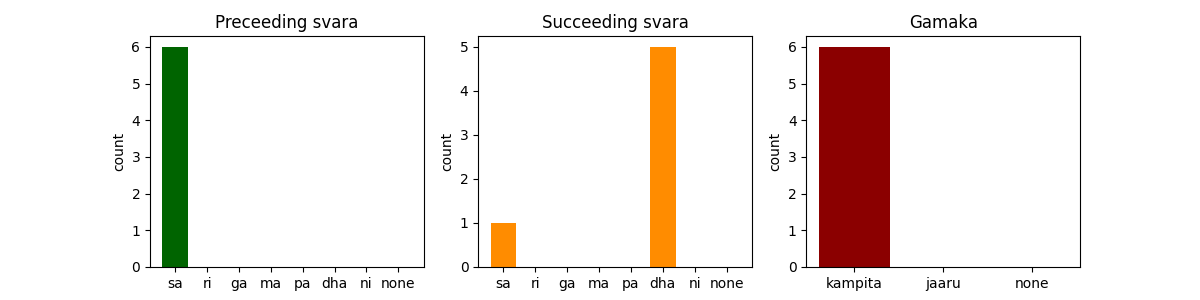 Preceeding svara
count
6
5
4
3
2
1
0
sa ri ga ma pa dha ni none
Succeeding svara
count
5
4
3
2
1
0
sa ri ga ma pa dha ni none
Gamaka
count
6
5
4
3
2
1
0
kampita jaaru none